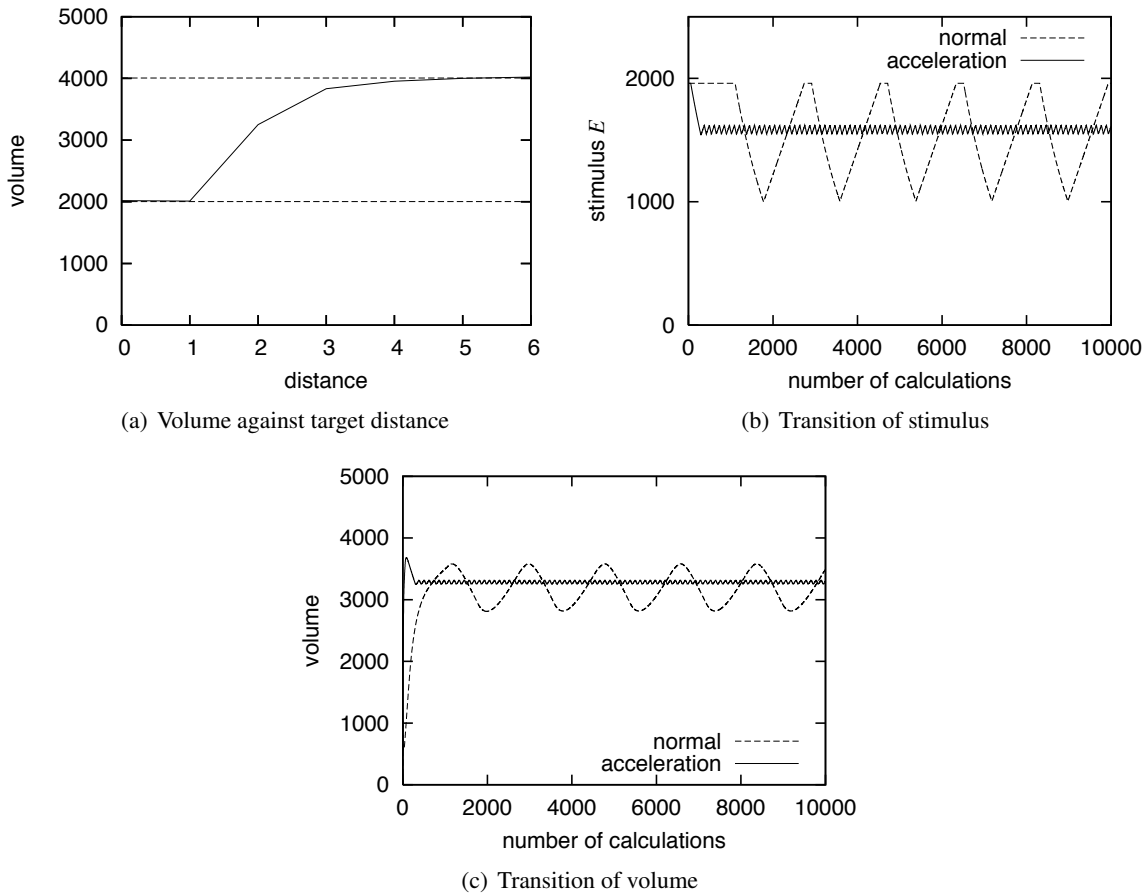 5000
4000
3000
2000
1000
0
volume
0 1 2 3 4 5 6
distance
(a) Volume against target distance
normal
acceleration
2000
1000
0
stimulus E
0 2000 4000 6000 8000 10000
number of calculations
(b) Transition of stimulus
5000
4000
3000
2000
1000
0
volume
normal
acceleration
0 2000 4000 6000 8000 10000
number of calculations
(c) Transition of volume